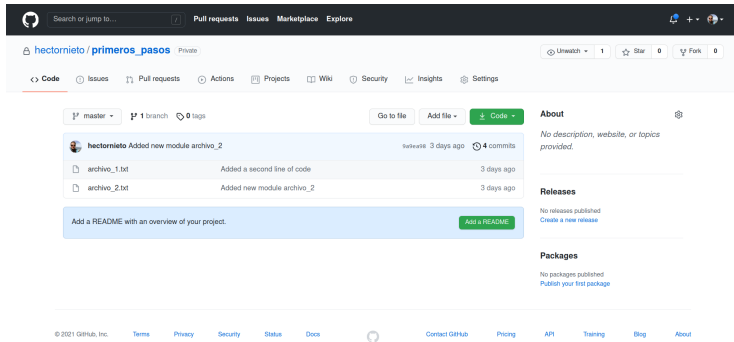 Search or jump to... / Pull requests Issues Marketplace Explore
hectornieto / primeros_pasos Private
Unwatch 1 Star 0 Fork 0
Code Issues Pull requests Actions Projects Wiki Security Insights Settings
master 1 branch 0 tags Go to file Add file Code
hectornieto Added new module archivo_2 9a9ea98 3 days ago 4 commits
archivo_1.txt Added a second line of code 3 days ago
archivo_2.txt Added new module archivo_2 3 days ago
Add a README with an overview of your project. Add a README
About
No description, website, or topics
provided.
Releases
No releases published
Create a new release
Packages
No packages published
Publish your first package
© 2021 GitHub, Inc. Terms Privacy Security Status Docs Contact GitHub Pricing API Training Blog About